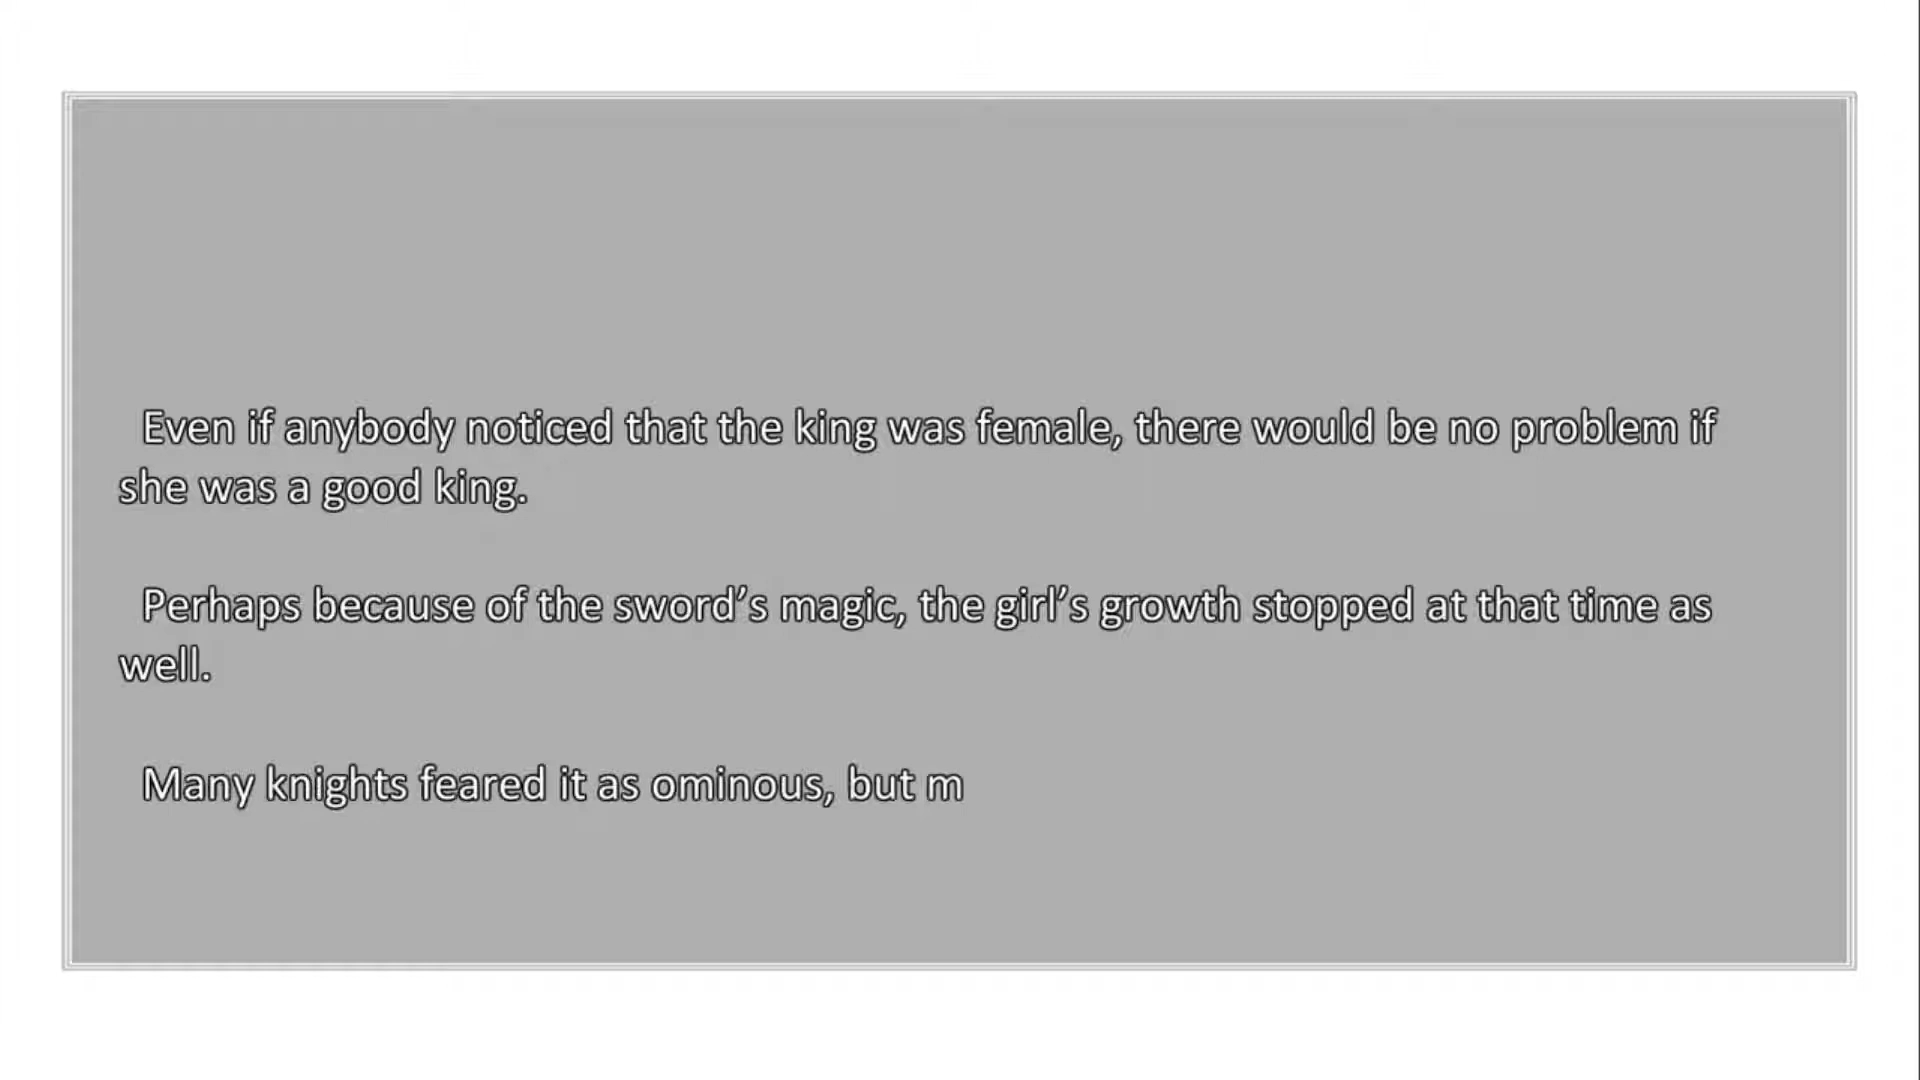 Even if anybody noticed that the king was female, there would be no problem if
she was a good king.
Perhaps because of the sword’s magic, the girl’s growth stopped at that time as
well.
Many knights feared it as ominous, but m